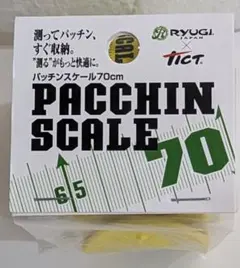 測ってパッチン、
すぐ収納。
"測る"がもっと快適に。
パッチンスケール70cm
RYUGI
JAPAN
×
TICT
PACCHIN
SCALE
70
65